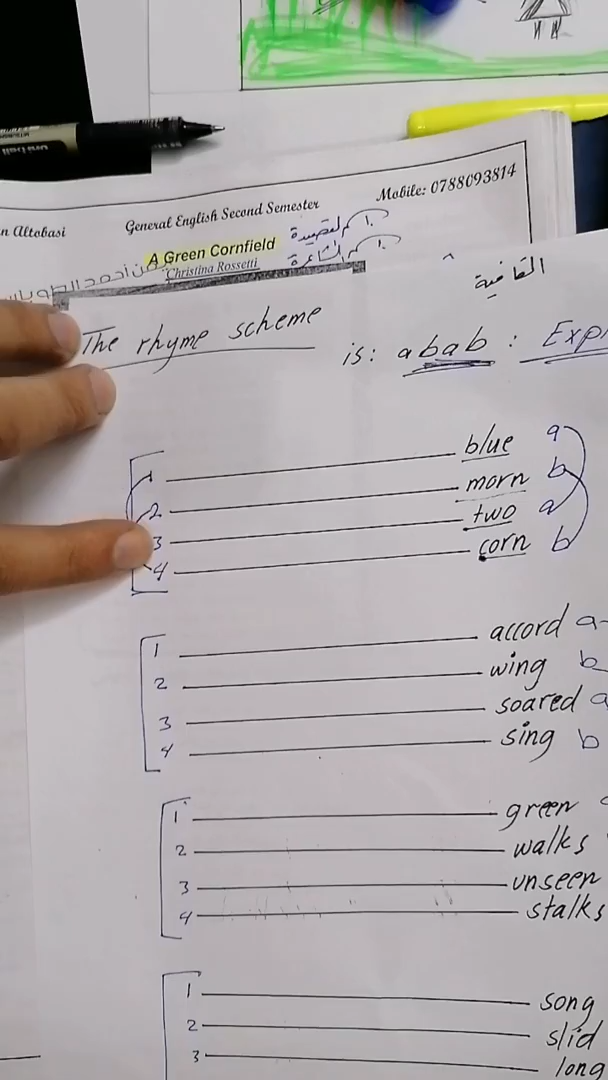 n Altobasi
General English Second Semester
Mobile: 0788093814
A Green Cornfield
Christina Rossetti
القافية
The rhyme scheme
is: abab : Expl
blue a
1
morn b
2
two a
3
corn b
4
accord a
1
wing b
2
soared a
3
sing b
4
green
1
walks
2
unseen
3
stalks
4
song
1
slid
2
long
3